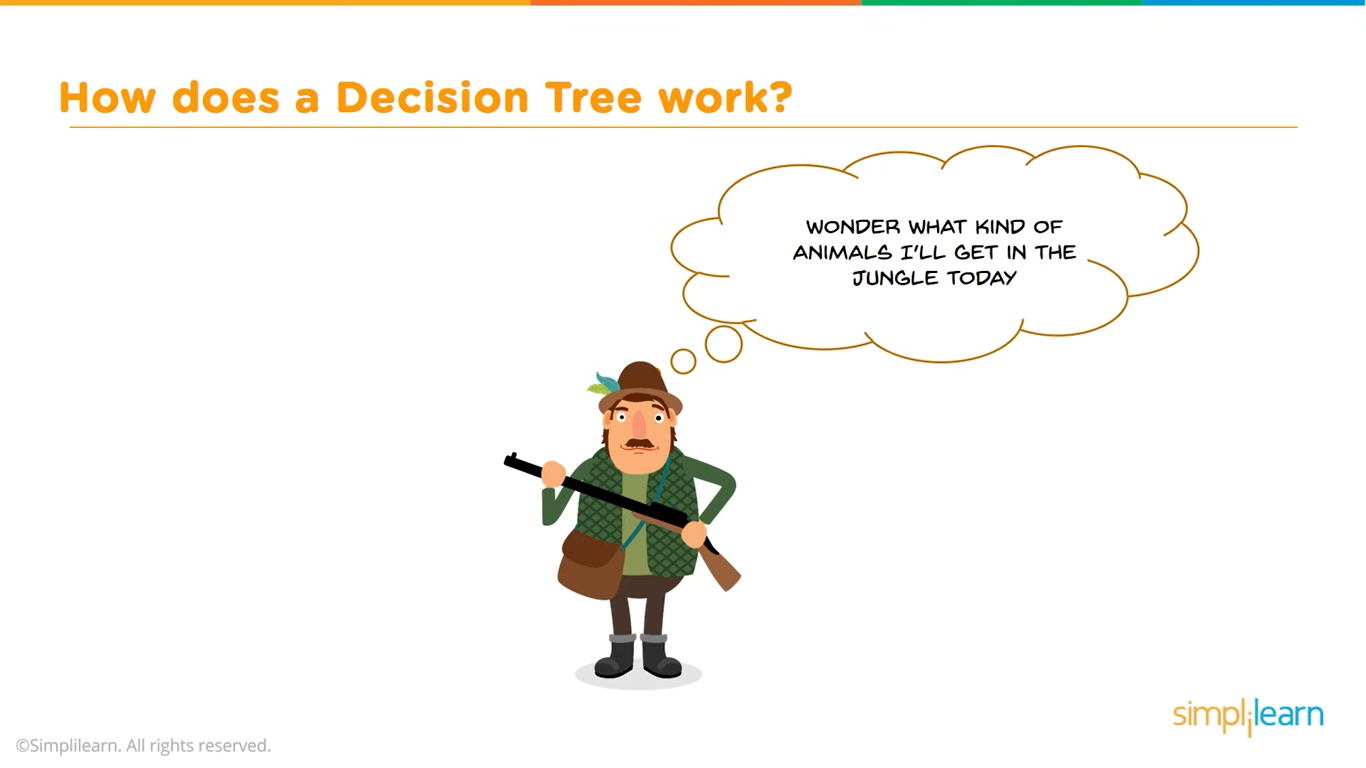 How does a Decision Tree work?
WONDER WHAT KIND OF
ANIMALS I'LL GET IN THE
JUNGLE TODAY
simplilearn
©Simplilearn. All rights reserved.